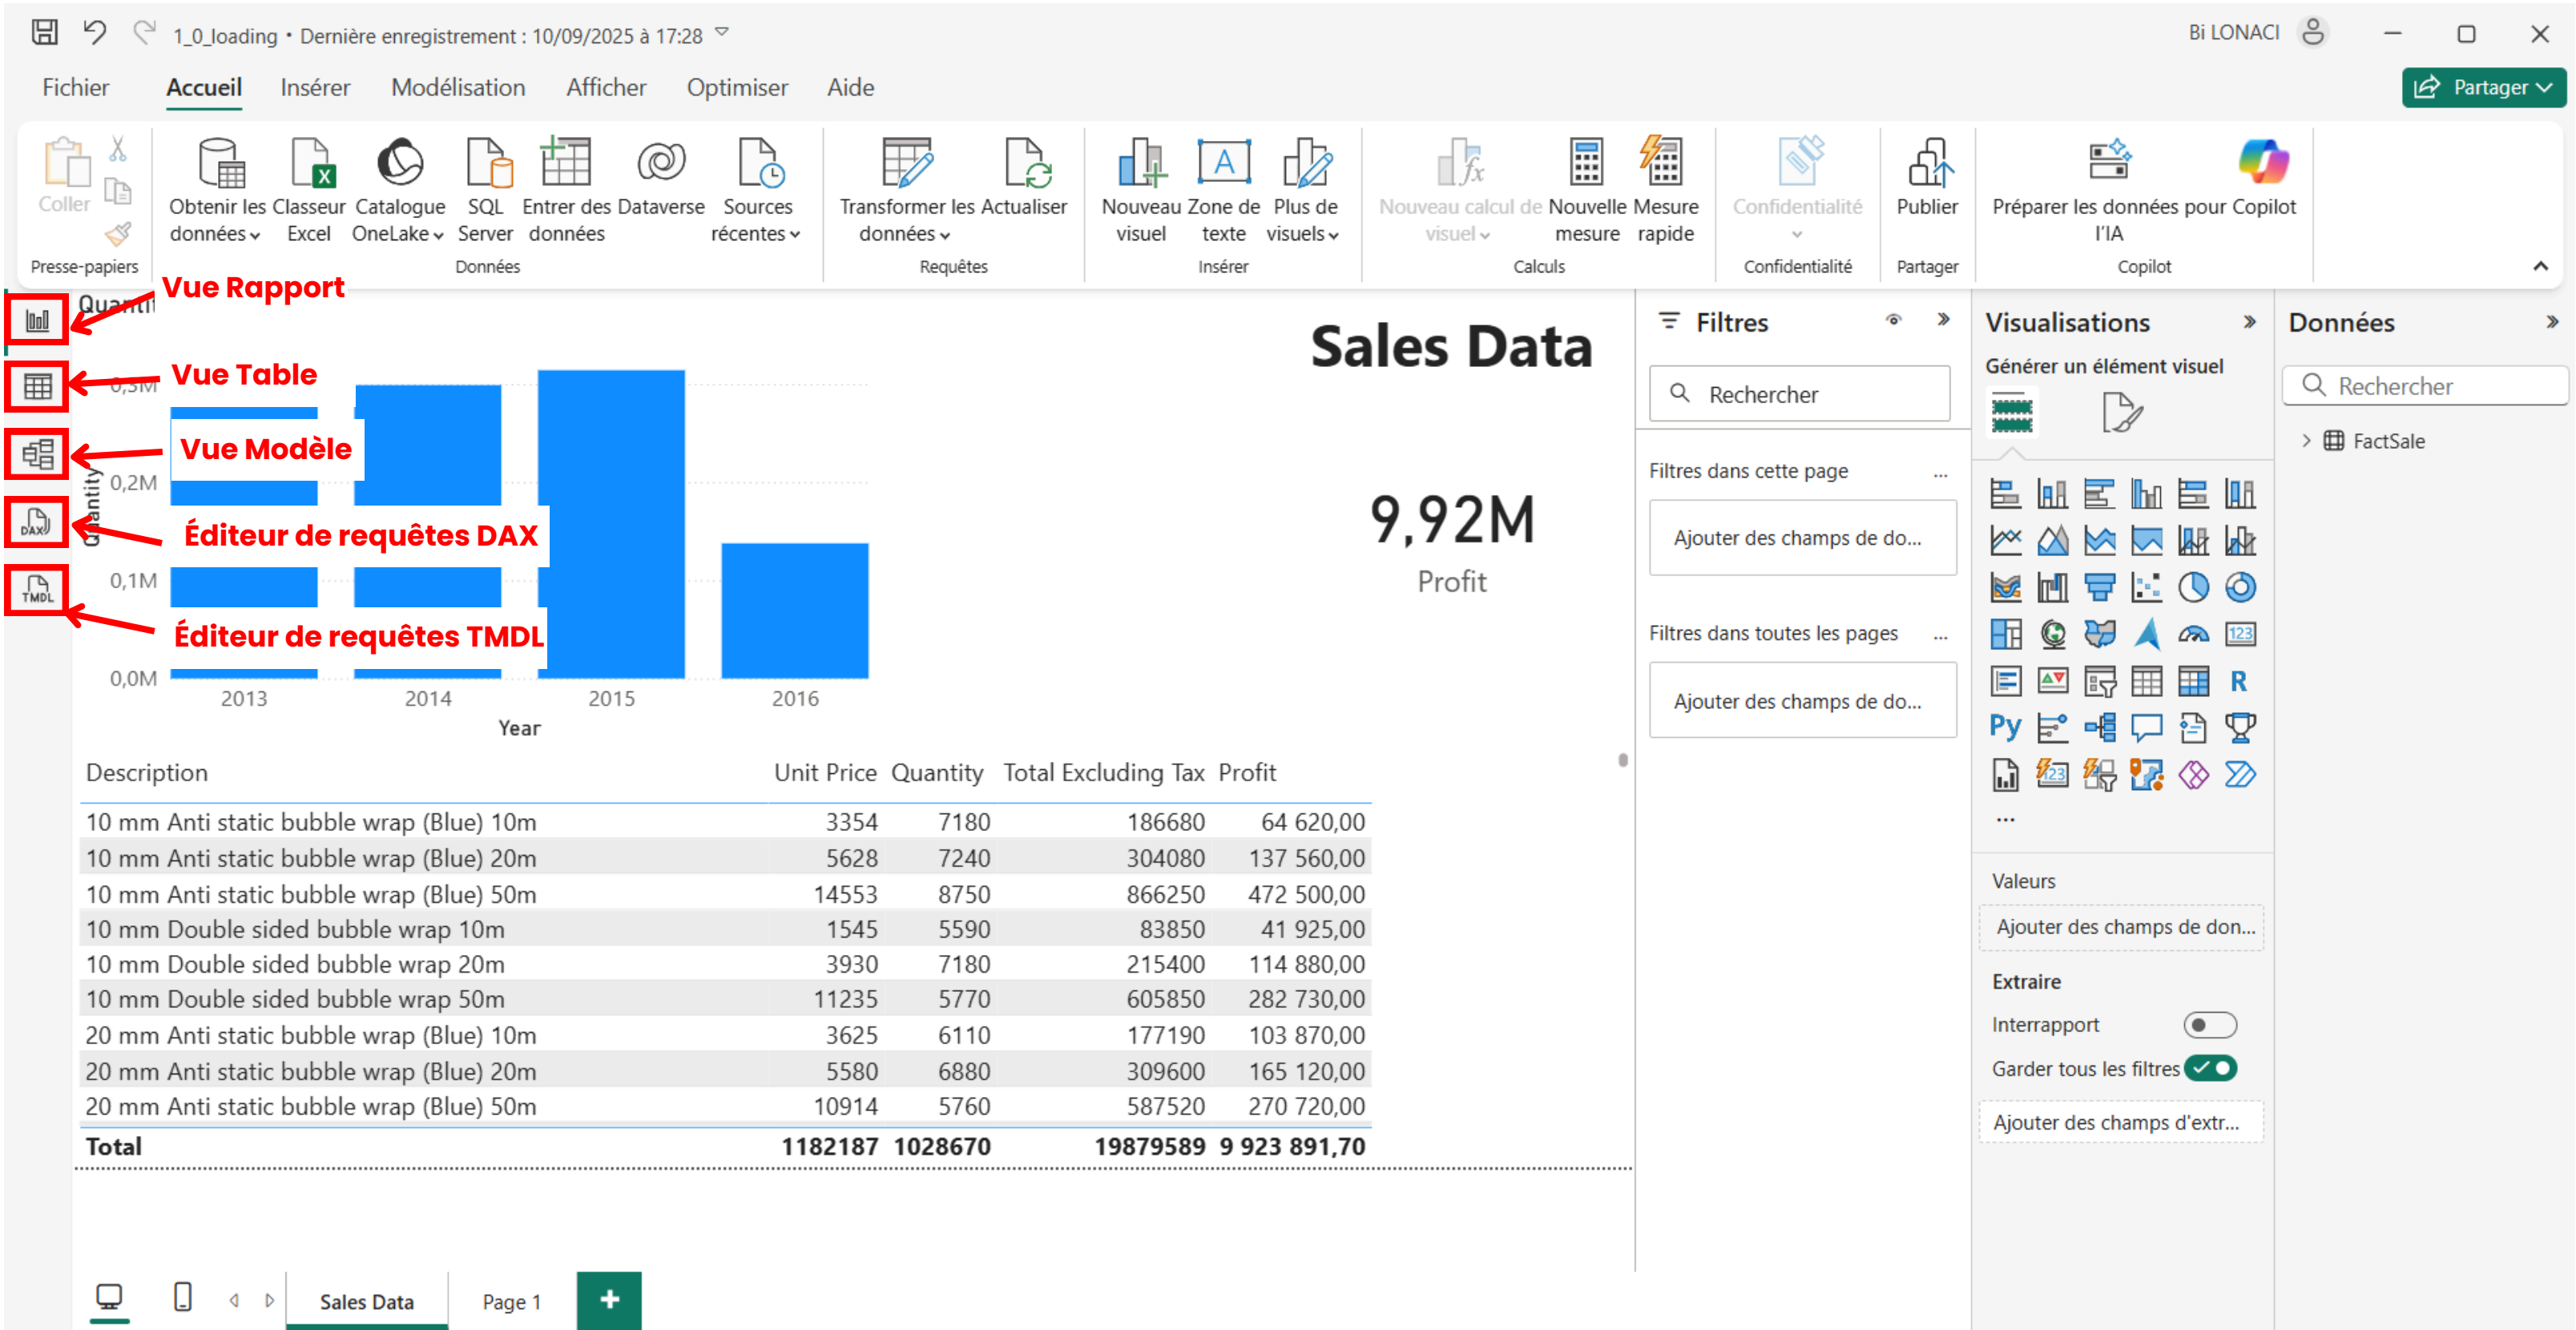 1_0_loading • Dernière enregistrement : 10/09/2025 à 17:28
Bi LONACI
Fichier Accueil Insérer Modélisation Afficher Optimiser Aide
Partager
Coller
Obtenir les données
Classeur Excel
Catalogue OneLake
SQL Server
Entrer des données
Dataverse
Sources récentes
Transformer les données
Actualiser
Nouveau visuel
Zone de texte
Plus de visuels
Nouveau calcul de visuel
Nouvelle mesure
Mesure rapide
Confidentialité
Publier
Préparer les données pour l'IA
Copilot
Presse-papiers Données Requêtes Insérer Calculs Confidentialité Partager Copilot
Vue Rapport
Vue Table
Vue Modèle
DAX
Éditeur de requêtes DAX
TMDL
Éditeur de requêtes TMDL
Quantity
0,3M
0,2M
0,1M
0,0M
2013 2014 2015 2016
Year
Sales Data
9,92M
Profit
Description Unit Price Quantity Total Excluding Tax Profit
10 mm Anti static bubble wrap (Blue) 10m 3354 7180 186680 64 620,00
10 mm Anti static bubble wrap (Blue) 20m 5628 7240 304080 137 560,00
10 mm Anti static bubble wrap (Blue) 50m 14553 8750 866250 472 500,00
10 mm Double sided bubble wrap 10m 1545 5590 83850 41 925,00
10 mm Double sided bubble wrap 20m 3930 7180 215400 114 880,00
10 mm Double sided bubble wrap 50m 11235 5770 605850 282 730,00
20 mm Anti static bubble wrap (Blue) 10m 3625 6110 177190 103 870,00
20 mm Anti static bubble wrap (Blue) 20m 5580 6880 309600 165 120,00
20 mm Anti static bubble wrap (Blue) 50m 10914 5760 587520 270 720,00
Total 1182187 1028670 19879589 9 923 891,70
Filtres
Rechercher
Filtres dans cette page ...
Ajouter des champs de do...
Filtres dans toutes les pages ...
Ajouter des champs de do...
Visualisations
Générer un élément visuel
123
R
Py
123
...
Valeurs
Ajouter des champs de don...
Extraire
Interrapport
Garder tous les filtres
Ajouter des champs d'extr...
Données
Rechercher
FactSale
Sales Data Page 1 +